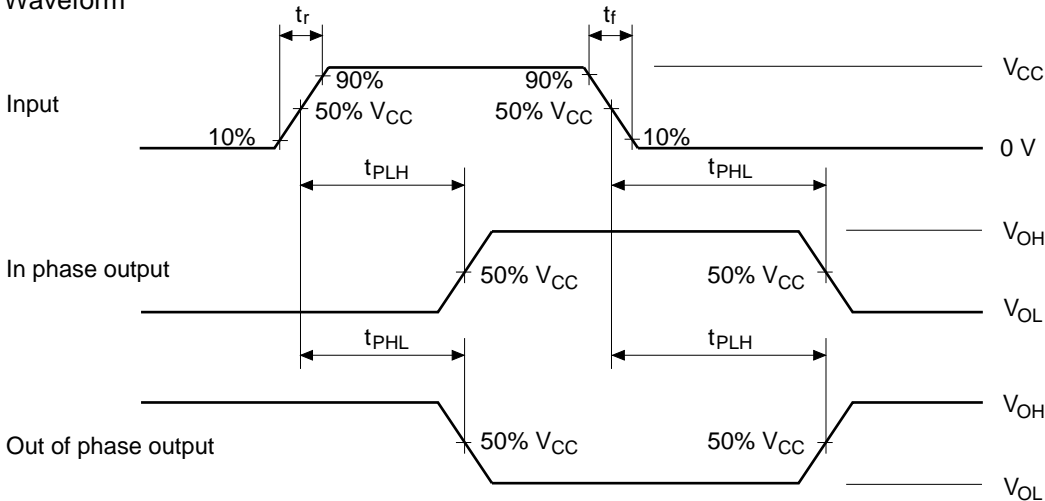 Waveform
tr
tf
90%
90%
VCC
Input
50% VCC
50% VCC
10%
10%
0 V
tPLH
tPHL
VOH
In phase output
50% VCC
50% VCC
VOL
tPHL
tPLH
VOH
Out of phase output
50% VCC
50% VCC
VOL